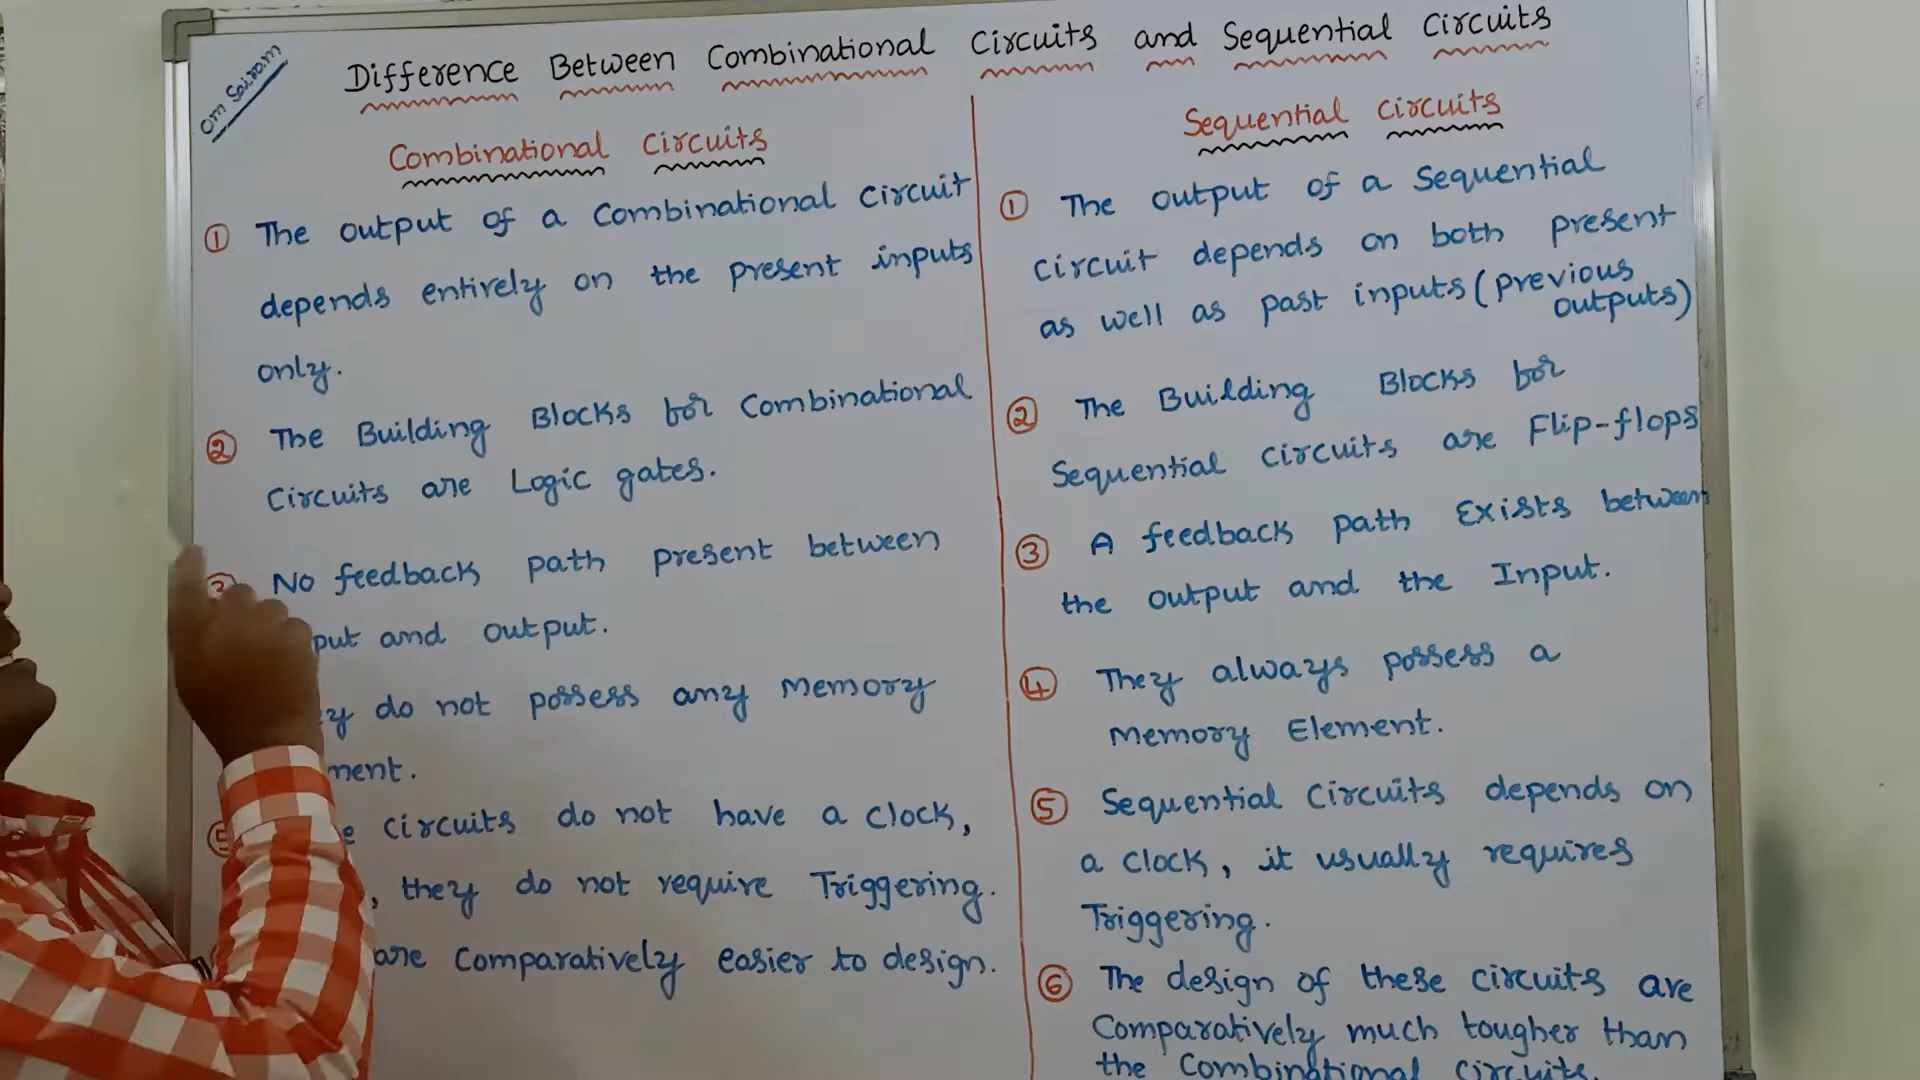 Om Sairam
Difference Between Combinational Circuits and Sequential Circuits
Combinational Circuits
① The output of a Combinational Circuit
depends entirely on the present inputs
only.
② The Building Blocks for Combinational
Circuits are Logic gates.
No feedback path present between
put and output.
do not possess any Memory
ment.
⑤ circuits do not have a clock,
, they do not require Triggering.
are Comparatively easier to design.
Sequential Circuits
① The output of a Sequential
Circuit depends on both present
as well as past inputs (previous
outputs)
② The Building Blocks for
Sequential Circuits are Flip-flops
③ A feedback path Exists between
the output and the Input.
④ They always possess a
Memory Element.
⑤ Sequential Circuits depends on
a clock, it usually requires
Triggering.
⑥ The design of these circuits are
Comparatively much tougher than
the Combinational circuits.